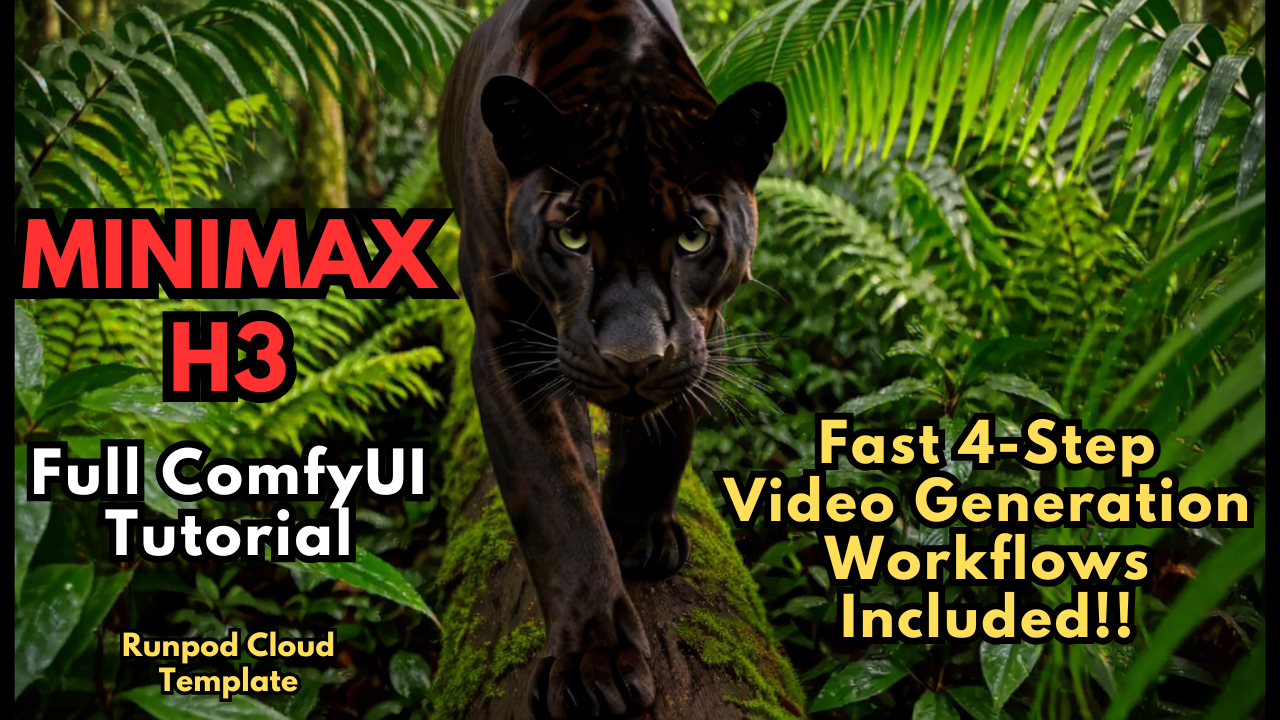 MINIMAX
H3
Full ComfyUI
Tutorial
Runpod Cloud
Template
Fast 4-Step
Video Generation
Workflows
Included!!